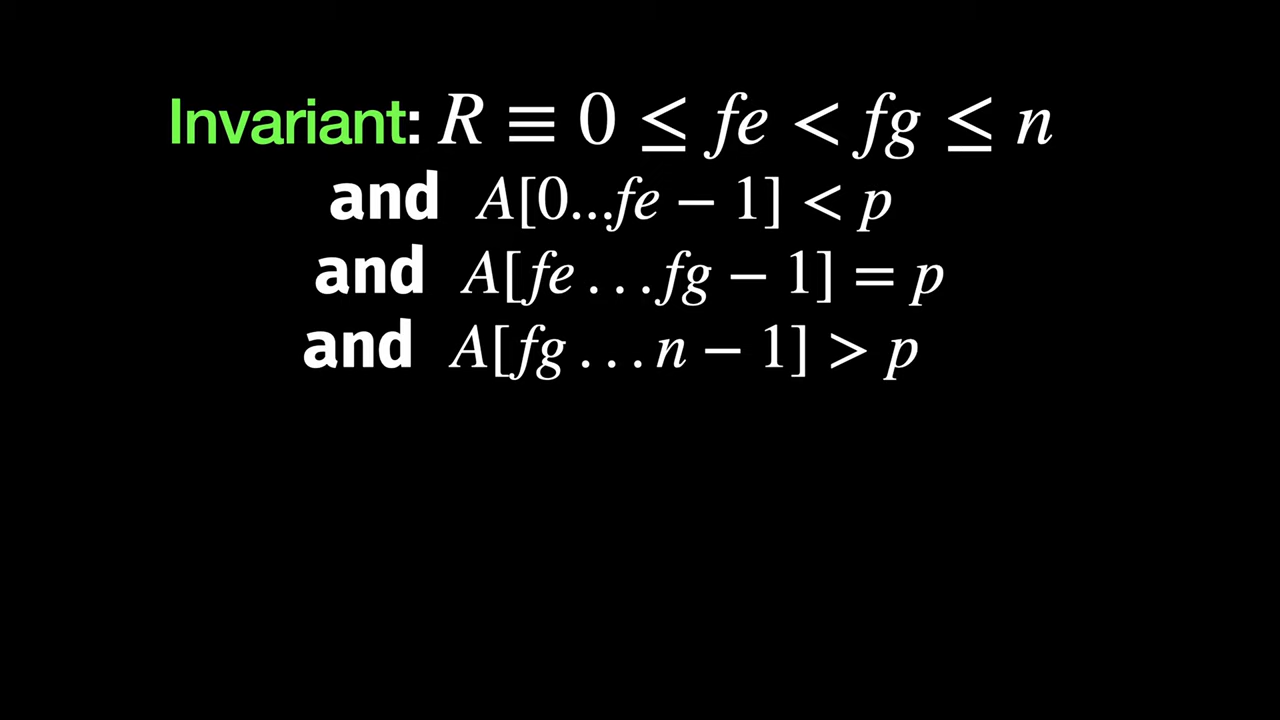 Invariant: R ≡ 0 ≤ fe < fg ≤ n
and A[0...fe − 1] < p
and A[fe . . . fg − 1] = p
and A[fg . . . n − 1] > p